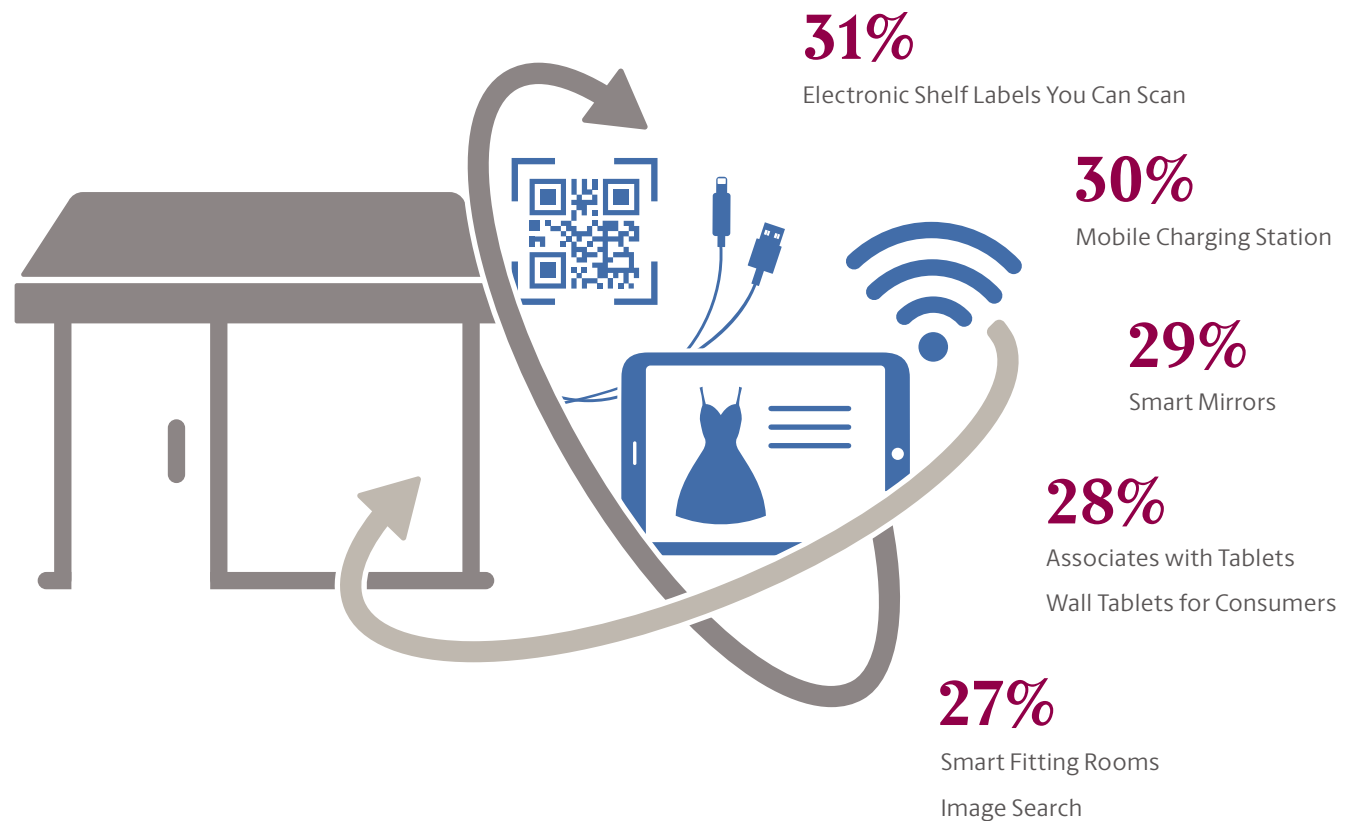 31%
Electronic Shelf Labels You Can Scan
30%
Mobile Charging Station
29%
Smart Mirrors
28%
Associates with Tablets
Wall Tablets for Consumers
27%
Smart Fitting Rooms
Image Search